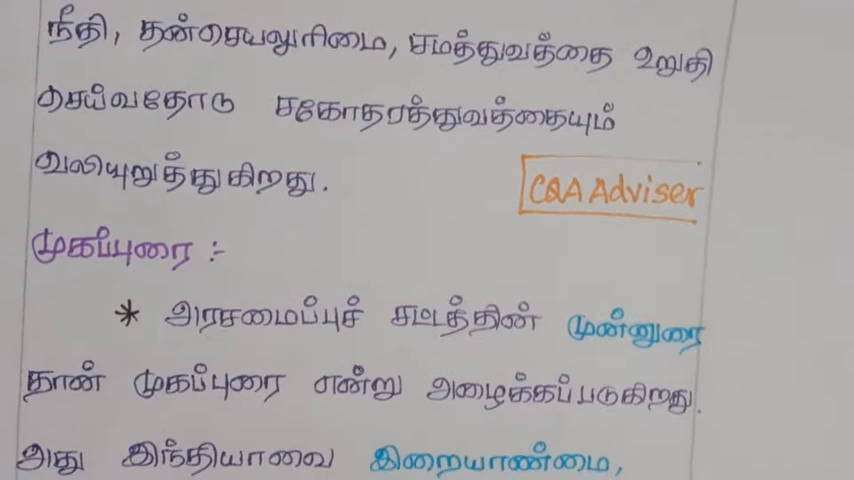 நீதி, தன்செயலுரிமை, சமத்துவத்தை உறுதி
செய்வதோடு சகோதரத்துவத்தையும்
வலியுறுத்துகிறது.
CQA Adviser
முகப்புரை :-
* அரசமைப்புச் சட்டத்தின் முன்னுரை
தான் முகப்புரை என்று அழைக்கப்படுகிறது.
அது இந்தியாவை இறையாண்மை,